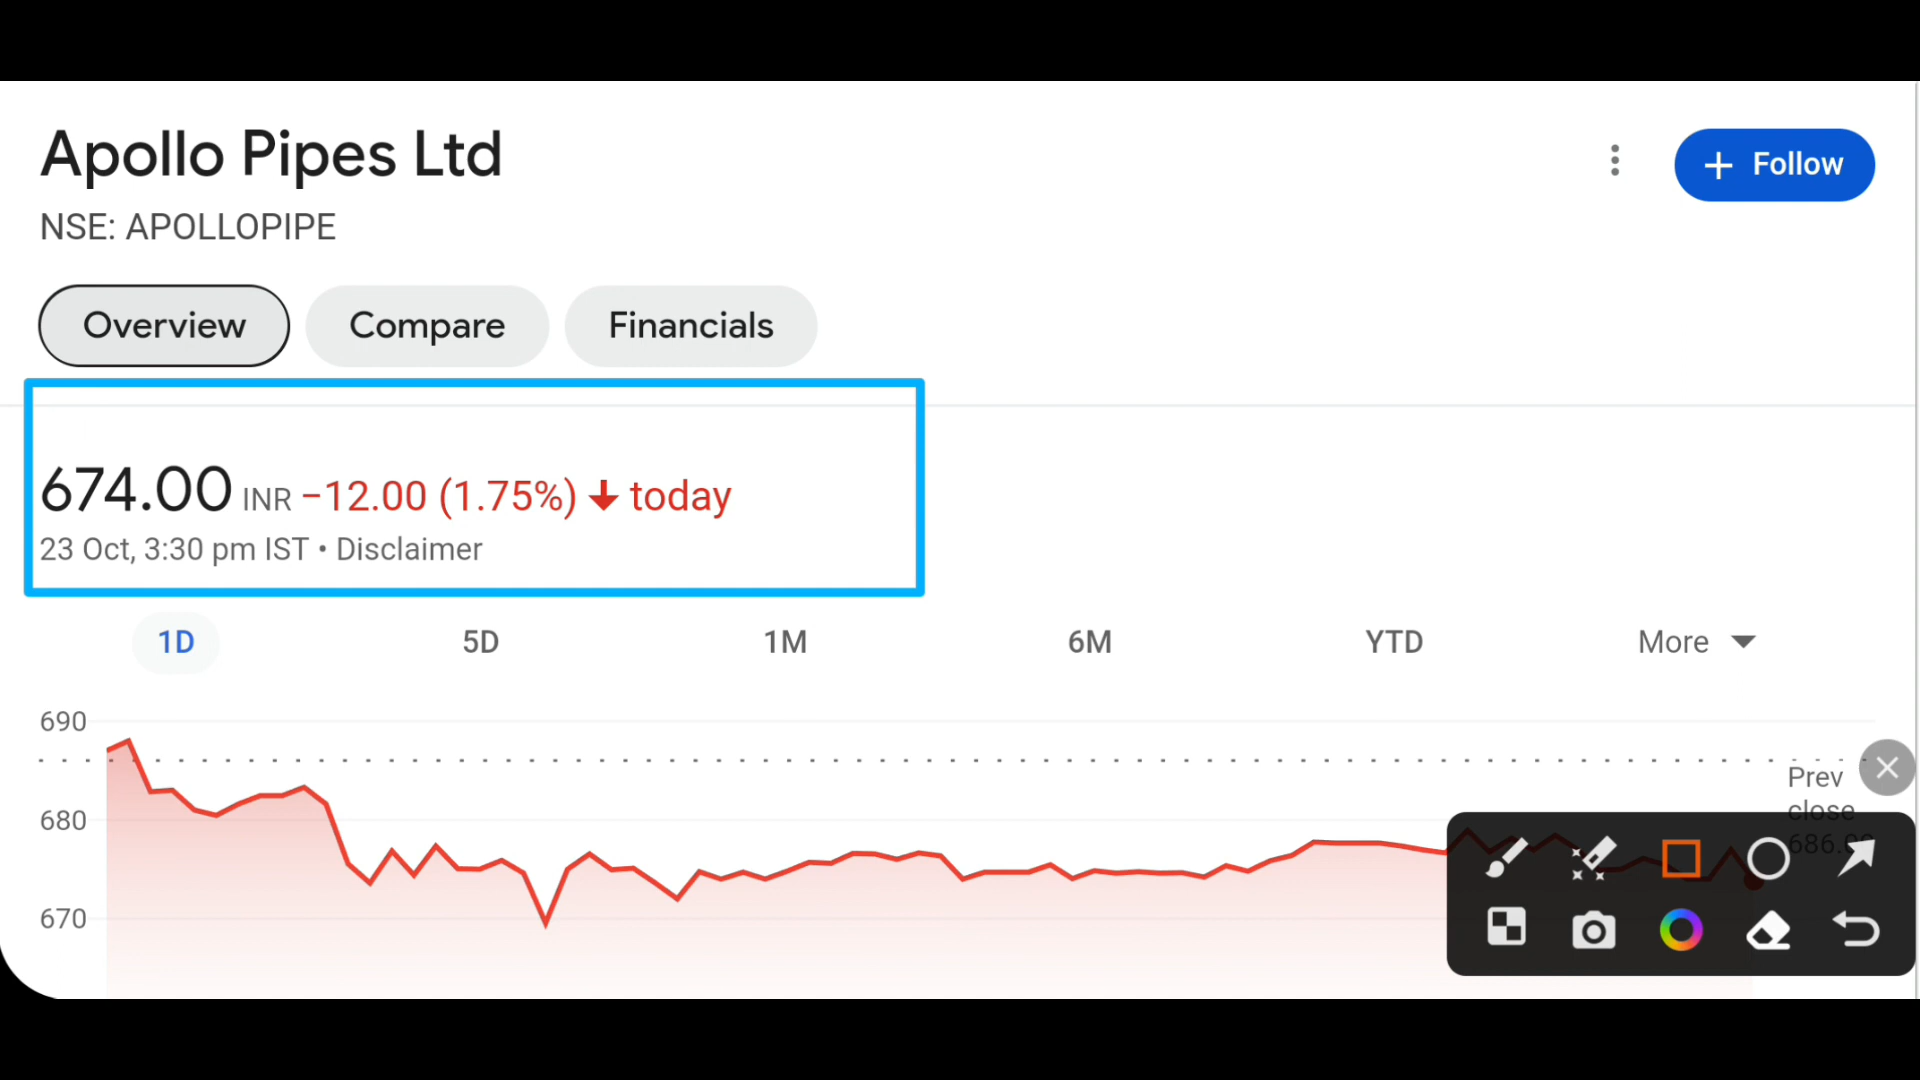 Apollo Pipes Ltd
+ Follow
NSE: APOLLOPIPE
Overview Compare Financials
674.00 INR −12.00 (1.75%) ↓ today
23 Oct, 3:30 pm IST • Disclaimer
1D 5D 1M 6M YTD More
690
Prev
close
680
670